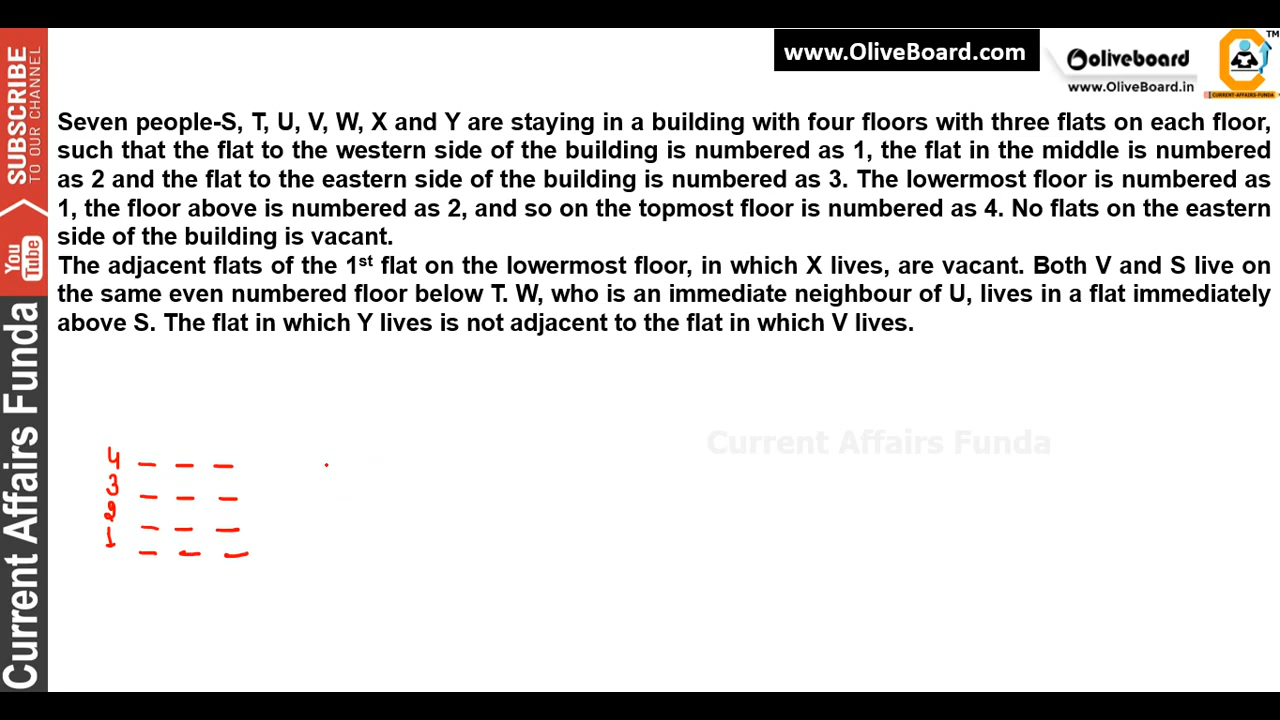 www.OliveBoard.com
oliveboard
TM
www.OliveBoard.in
CURRENT-AFFAIRS-FUNDA
SUBSCRIBE
TO OUR CHANNEL
You
Tube
Current Affairs Funda
Seven people-S, T, U, V, W, X and Y are staying in a building with four floors with three flats on each floor,
such that the flat to the western side of the building is numbered as 1, the flat in the middle is numbered
as 2 and the flat to the eastern side of the building is numbered as 3. The lowermost floor is numbered as
1, the floor above is numbered as 2, and so on the topmost floor is numbered as 4. No flats on the eastern
side of the building is vacant.
The adjacent flats of the 1st flat on the lowermost floor, in which X lives, are vacant. Both V and S live on
the same even numbered floor below T. W, who is an immediate neighbour of U, lives in a flat immediately
above S. The flat in which Y lives is not adjacent to the flat in which V lives.
Current Affairs Funda
4 – – –
3 – – –
2 – – –
1 – – –